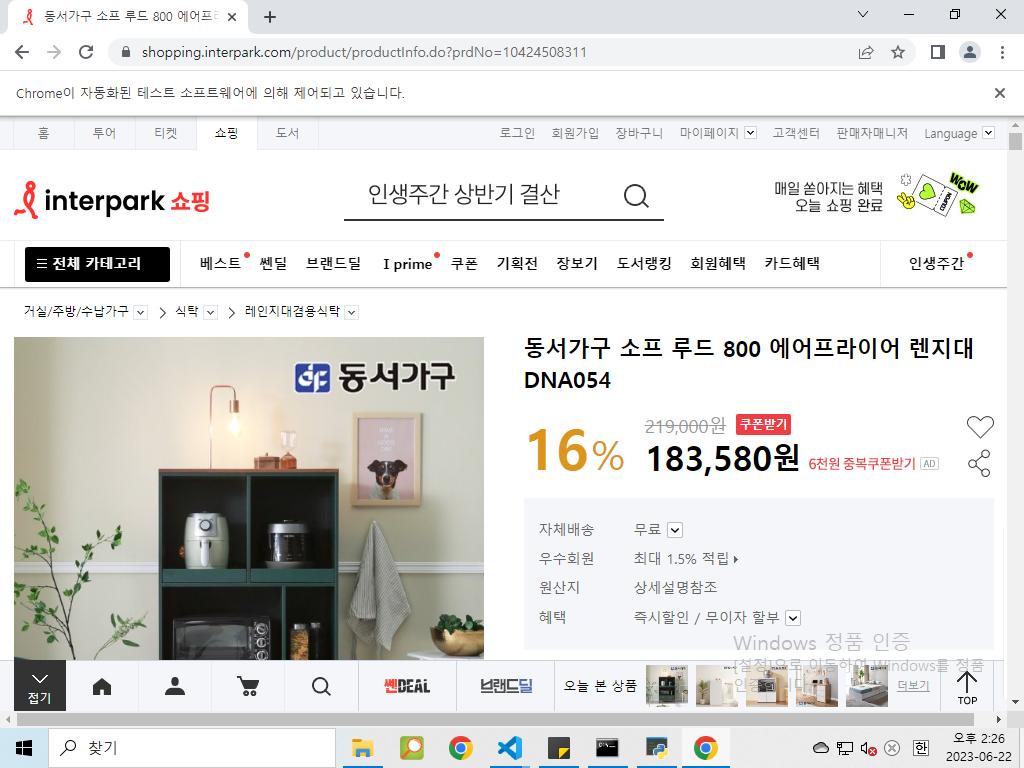 동서가구 소프 루드 800 에어프라
shopping.interpark.com/product/productInfo.do?prdNo=10424508311
Chrome이 자동화된 테스트 소프트웨어에 의해 제어되고 있습니다.
홈 투어 티켓 쇼핑 도서 로그인 회원가입 장바구니 마이페이지 고객센터 판매자매니저 Language
interpark 쇼핑 인생주간 상반기 결산
매일 쏟아지는 혜택
오늘 쇼핑 완료
WOW
COUPON
전체 카테고리 베스트 쎈딜 브랜드딜 I prime 쿠폰 기획전 장보기 도서랭킹 회원혜택 카드혜택 인생주간
거실/주방/수납가구 식탁 레인지대겸용식탁
동서가구
동서가구 소프 루드 800 에어프라이어 렌지대
DNA054
16%
219,000원 쿠폰받기
183,580원 6천원 중복쿠폰받기 AD
자체배송 무료
우수회원 최대 1.5% 적립
원산지 상세설명참조
혜택 즉시할인 / 무이자 할부
Windows 정품 인증
[설정]으로 이동하여 Windows를 정품
인증합니다.
접기 쎈DEAL 브랜드딜 오늘 본 상품 더보기 TOP
찾기
한
오후 2:26
2023-06-22